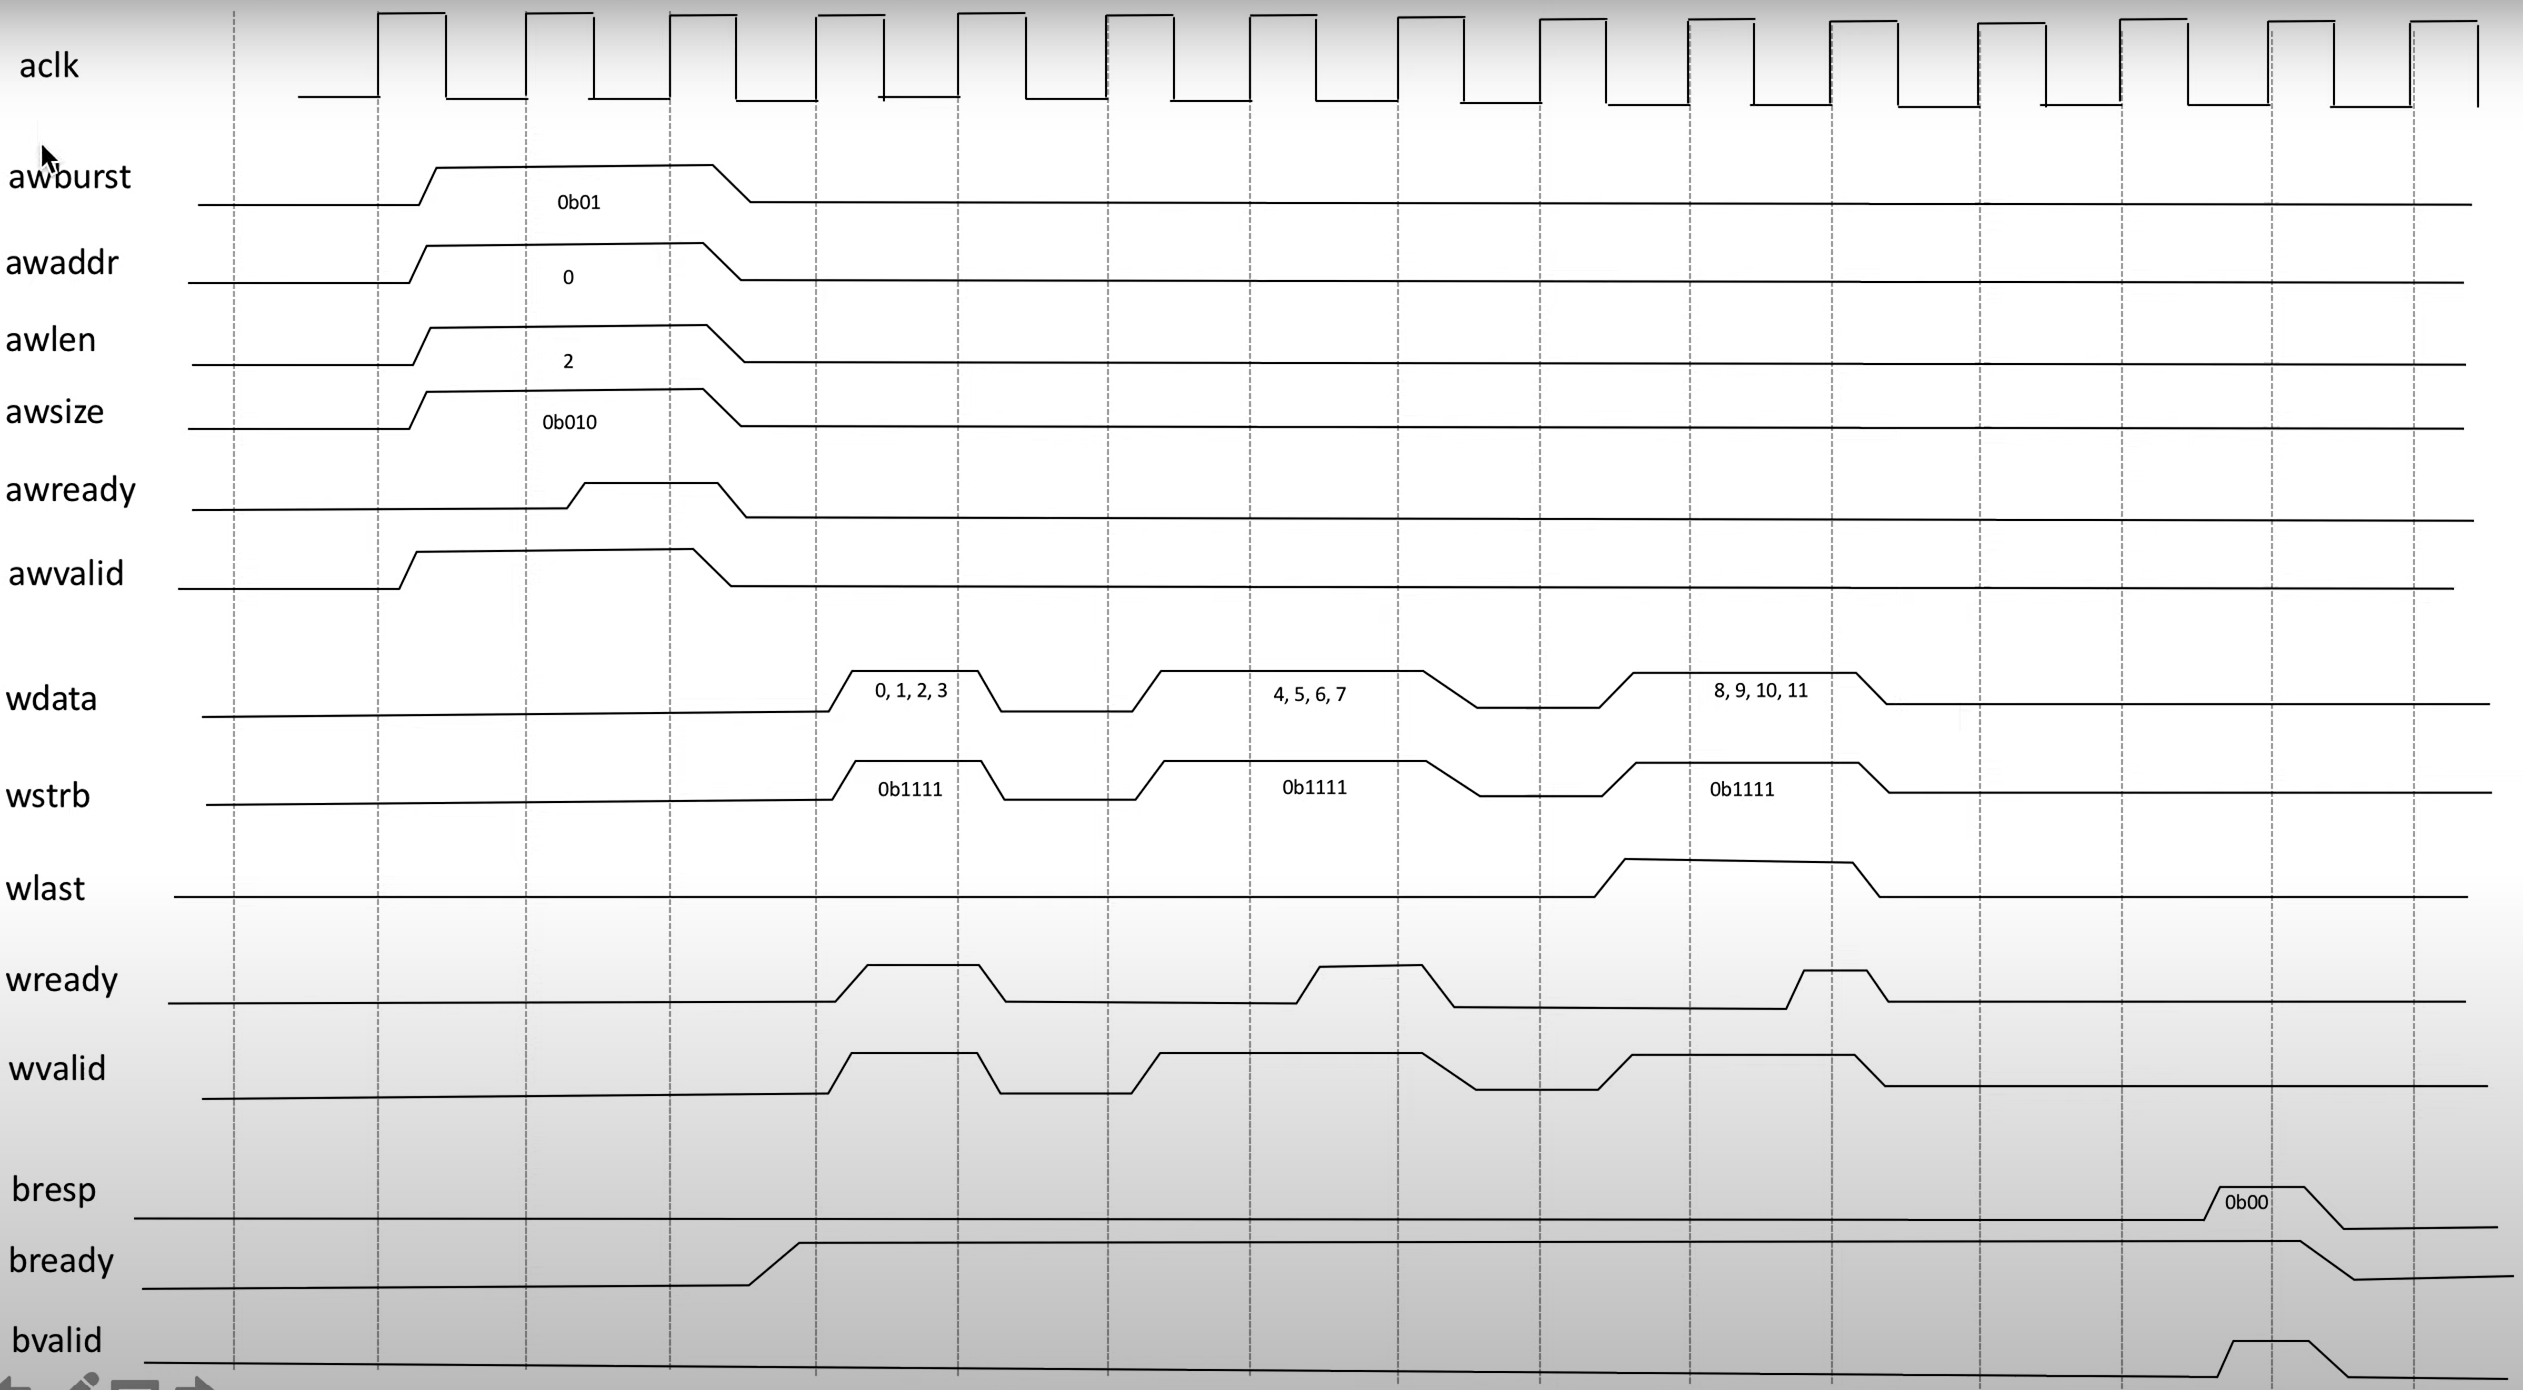 aclk
awburst
0b01
awaddr
0
awlen
2
awsize
0b010
awready
awvalid
wdata
0, 1, 2, 3
4, 5, 6, 7
8, 9, 10, 11
wstrb
0b1111
0b1111
0b1111
wlast
wready
wvalid
bresp
0b00
bready
bvalid